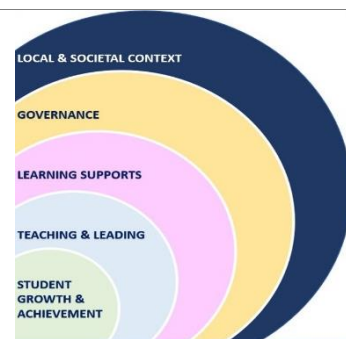 LOCAL & SOCIETAL CONTEXT
GOVERNANCE
LEARNING SUPPORTS
TEACHING & LEADING
STUDENT
GROWTH &
ACHIEVEMENT